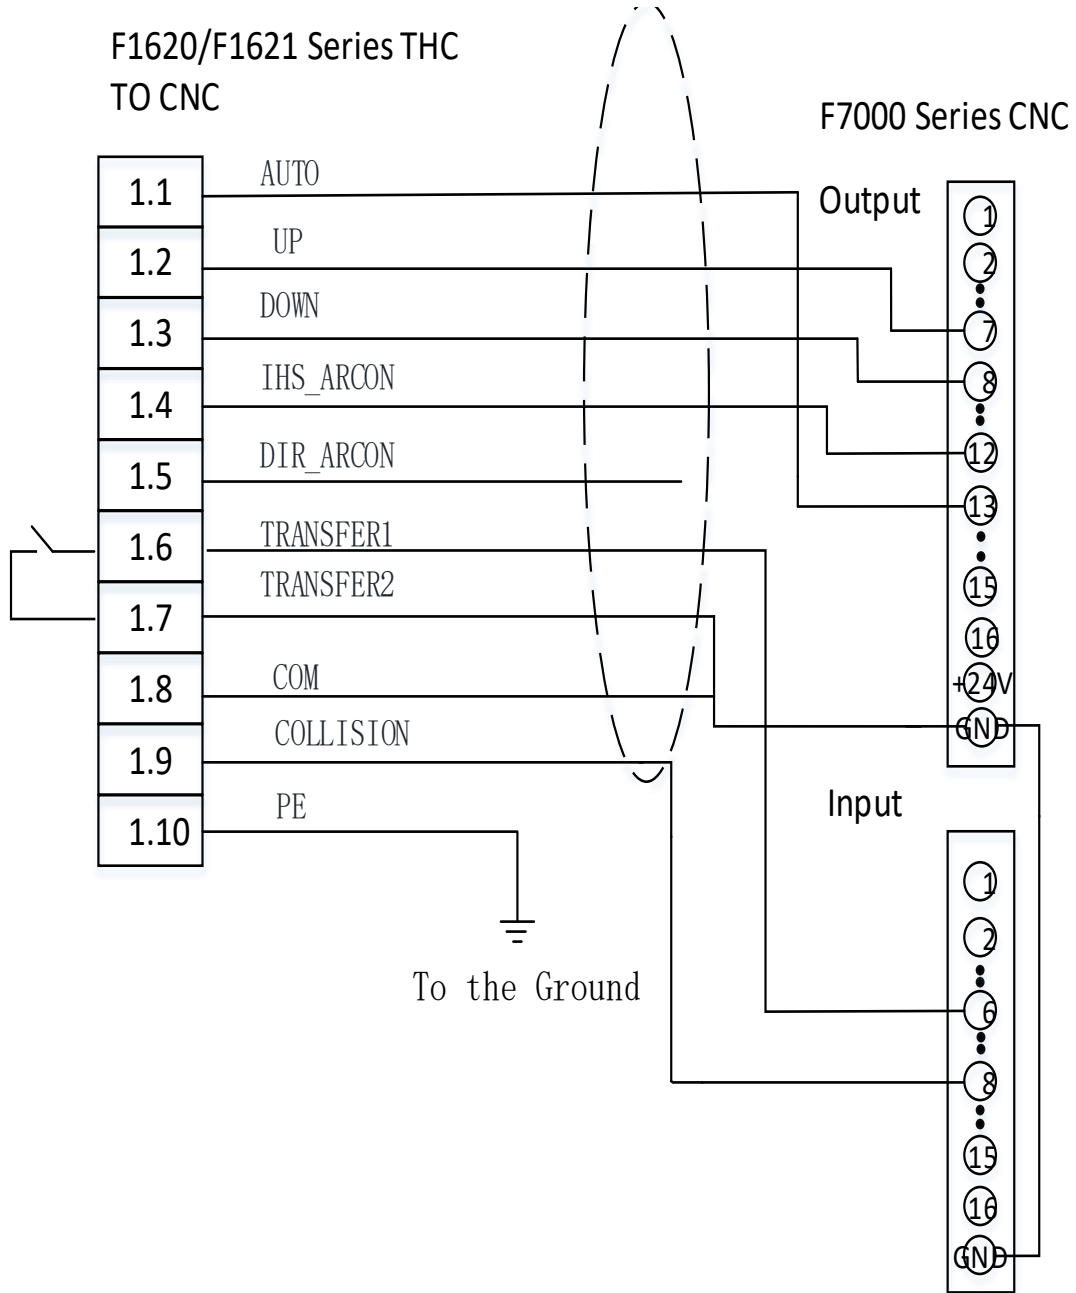 F1620/F1621 Series THC
TO CNC
F7000 Series CNC
1.1
AUTO
1.2
UP
1.3
DOWN
1.4
IHS_ARCON
1.5
DIR_ARCON
1.6
TRANSFER1
1.7
TRANSFER2
1.8
COM
1.9
COLLISION
1.10
PE
To the Ground
Output
1
2
7
8
12
13
15
16
+24V
GND
Input
1
2
6
8
15
16
GND